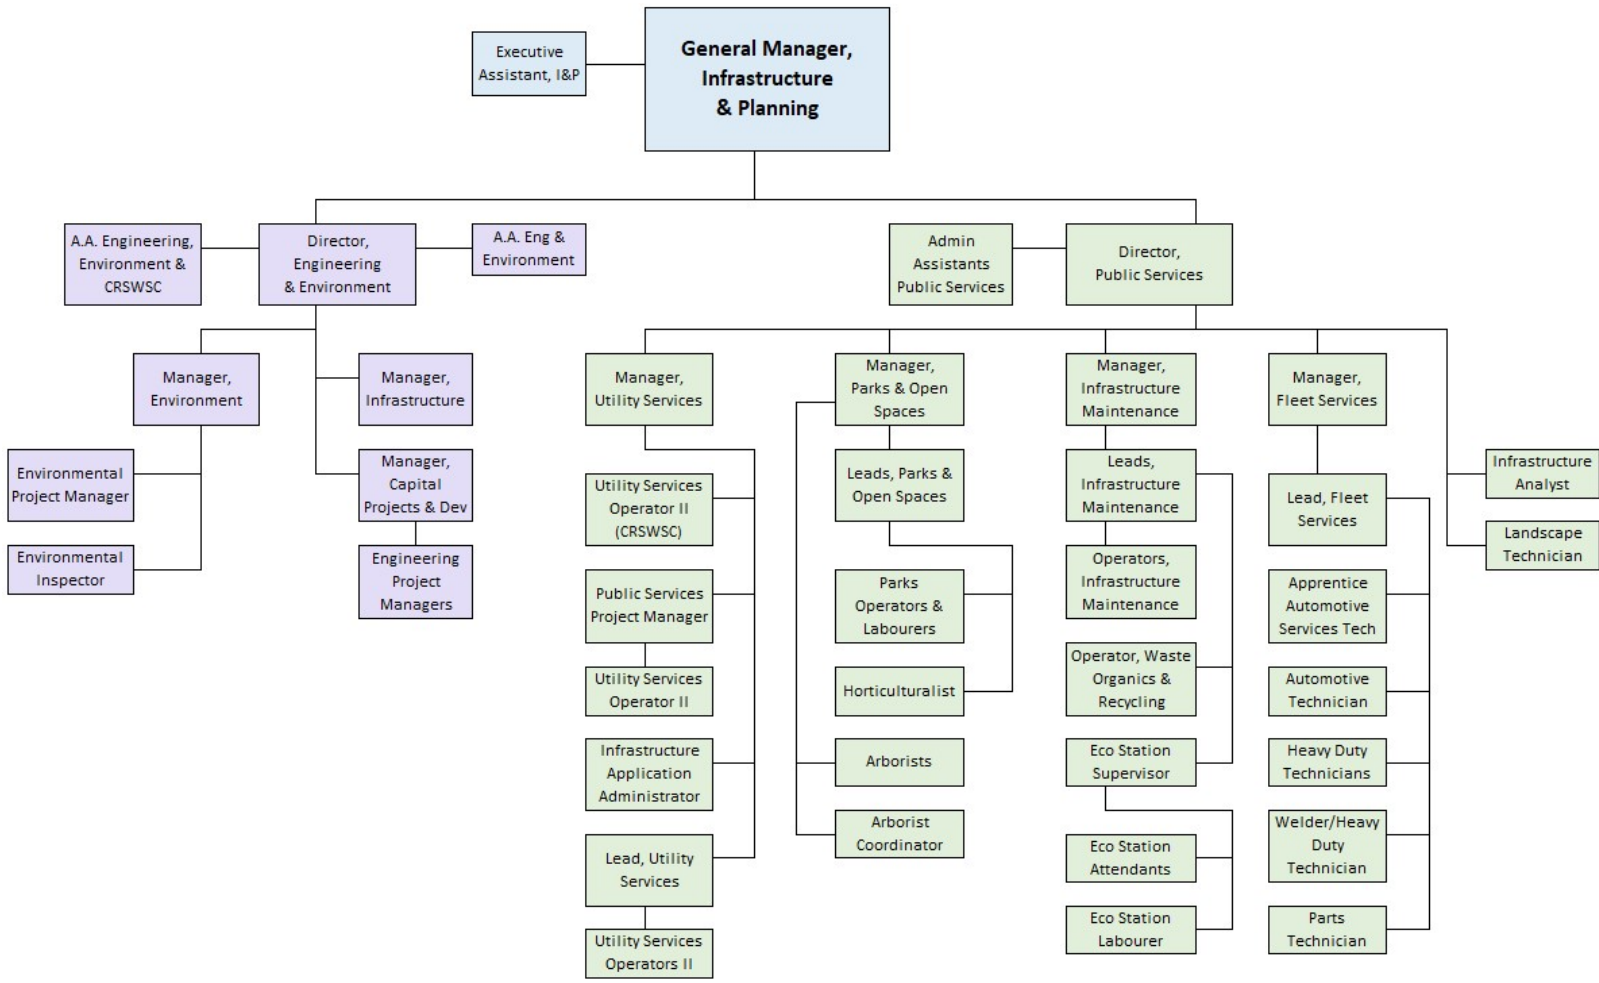 Executive
Assistant, I&P
General Manager,
Infrastructure
& Planning
A.A. Engineering,
Environment &
CRSWSC
Director,
Engineering
& Environment
A.A. Eng &
Environment
Admin
Assistants
Public Services
Director,
Public Services
Manager,
Environment
Manager,
Infrastructure
Environmental
Project Manager
Manager,
Capital
Projects & Dev
Environmental
Inspector
Engineering
Project
Managers
Manager,
Utility Services
Utility Services
Operator II
(CRSWSC)
Public Services
Project Manager
Utility Services
Operator II
Infrastructure
Application
Administrator
Lead, Utility
Services
Utility Services
Operators II
Manager,
Parks & Open
Spaces
Leads, Parks &
Open Spaces
Parks
Operators &
Labourers
Horticulturalist
Arborists
Arborist
Coordinator
Manager,
Infrastructure
Maintenance
Leads,
Infrastructure
Maintenance
Operators,
Infrastructure
Maintenance
Operator, Waste
Organics &
Recycling
Eco Station
Supervisor
Eco Station
Attendants
Eco Station
Labourer
Manager,
Fleet Services
Lead, Fleet
Services
Apprentice
Automotive
Services Tech
Automotive
Technician
Heavy Duty
Technicians
Welder/Heavy
Duty
Technician
Parts
Technician
Infrastructure
Analyst
Landscape
Technician